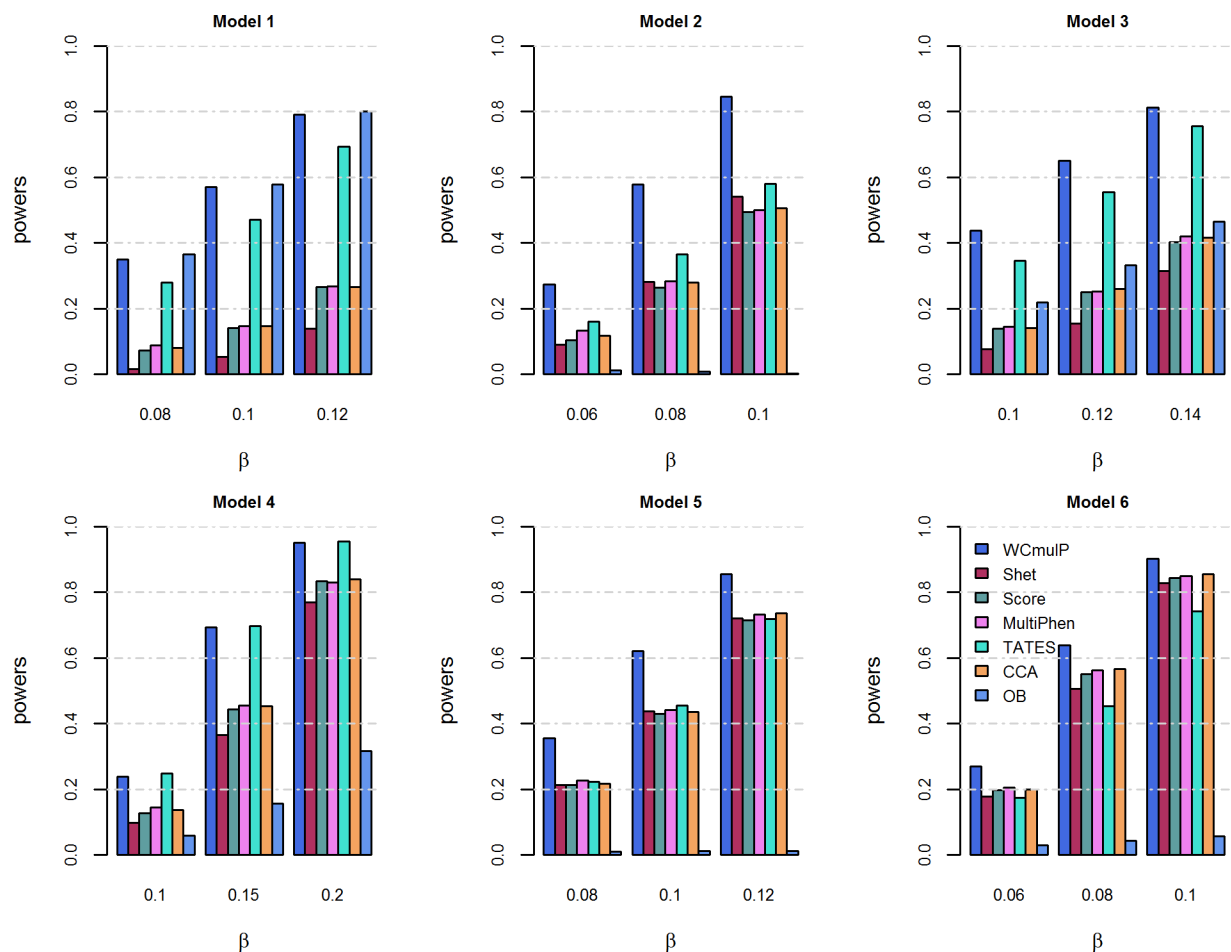 Model 1
powers
0.0 0.2 0.4 0.6 0.8 1.0
0.08 0.1 0.12
β
Model 2
powers
0.0 0.2 0.4 0.6 0.8 1.0
0.06 0.08 0.1
β
Model 3
powers
0.0 0.2 0.4 0.6 0.8 1.0
0.1 0.12 0.14
β
Model 4
powers
0.0 0.2 0.4 0.6 0.8 1.0
0.1 0.15 0.2
β
Model 5
powers
0.0 0.2 0.4 0.6 0.8 1.0
0.08 0.1 0.12
β
Model 6
powers
0.0 0.2 0.4 0.6 0.8 1.0
WCmulP
Shet
Score
MultiPhen
TATES
CCA
OB
0.06 0.08 0.1
β